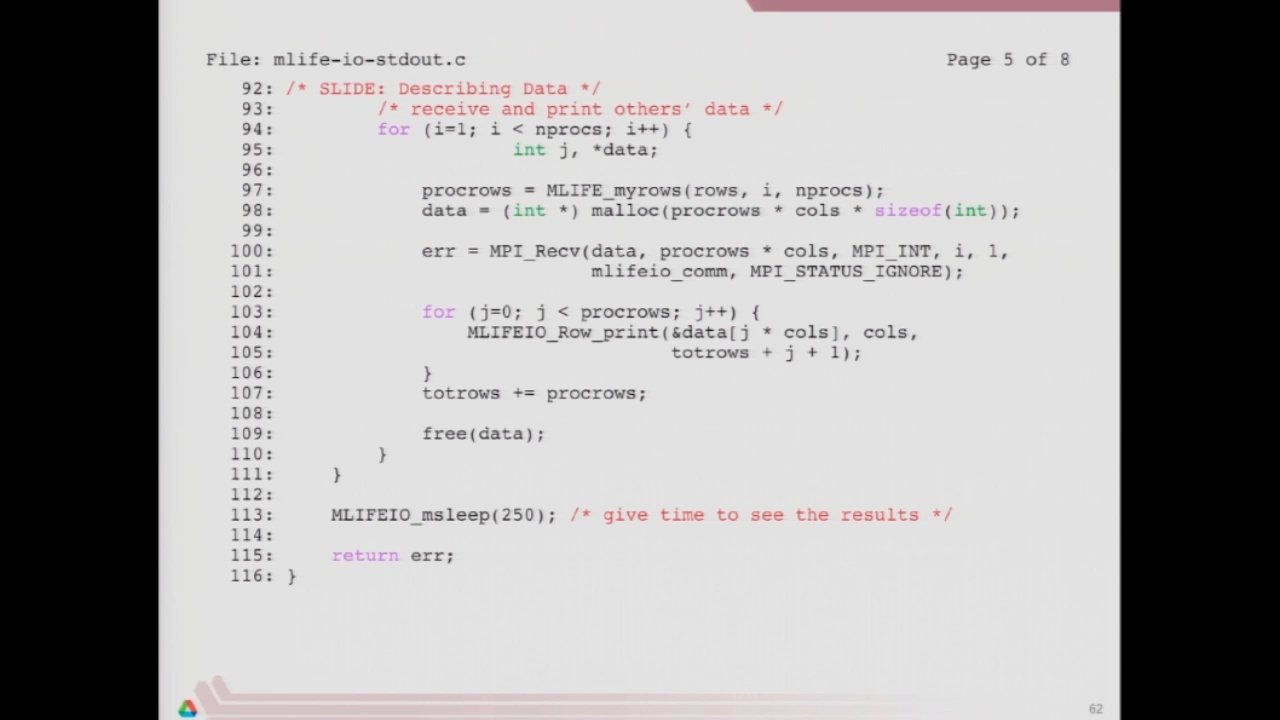 File: mlife-io-stdout.c Page 5 of 8
92: /* SLIDE: Describing Data */
93: /* receive and print others' data */
94: for (i=1; i < nprocs; i++) {
95: int j, *data;
96:
97: procrows = MLIFE_myrows(rows, i, nprocs);
98: data = (int *) malloc(procrows * cols * sizeof(int));
99:
100: err = MPI_Recv(data, procrows * cols, MPI_INT, i, 1,
101: mlifeio_comm, MPI_STATUS_IGNORE);
102:
103: for (j=0; j < procrows; j++) {
104: MLIFEIO_Row_print(&data[j * cols], cols,
105: totrows + j + 1);
106: }
107: totrows += procrows;
108:
109: free(data);
110: }
111: }
112:
113: MLIFEIO_msleep(250); /* give time to see the results */
114:
115: return err;
116: }
62